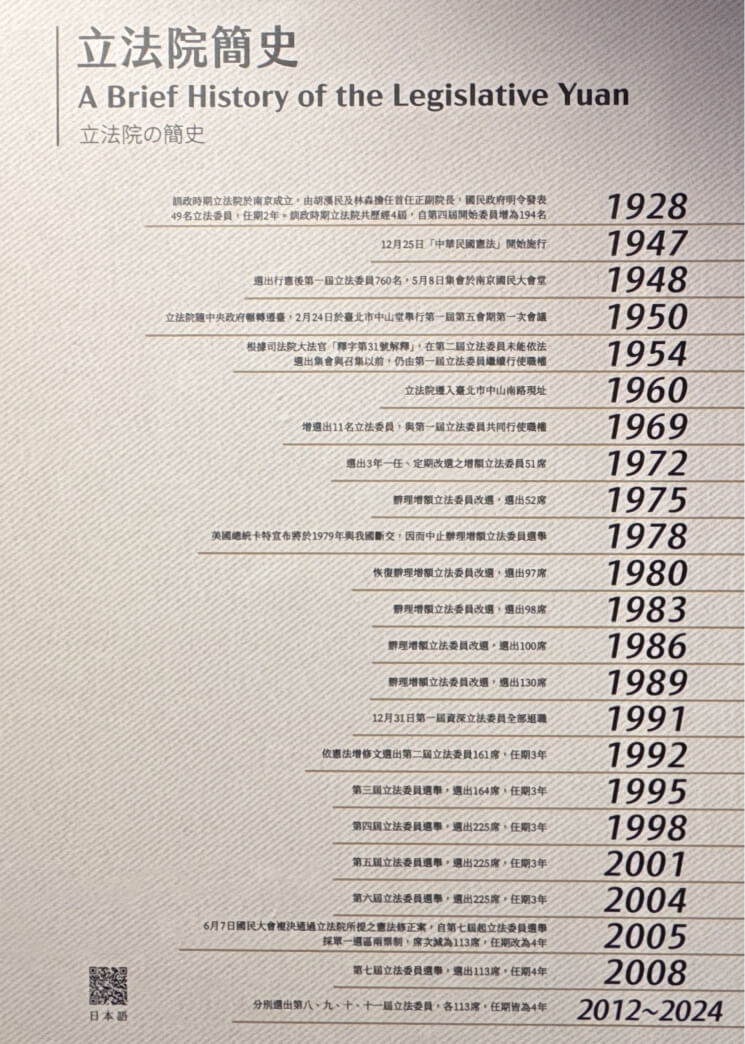 立法院簡史
A Brief History of the Legislative Yuan
立法院の簡史
訓政時期立法院於南京成立，由胡漢民及林森擔任首任正副院長，國民政府明令發表
49名立法委員，任期2年。訓政時期立法院共歷經4屆，自第四屆開始委員增為194名
1928
12月25日「中華民國憲法」開始施行
1947
選出行憲後第一屆立法委員760名，5月8日集會於南京國民大會堂
1948
立法院隨中央政府輾轉遷臺，2月24日於臺北市中山堂舉行第一屆第五會期第一次會議
1950
根據司法院大法官「釋字第31號解釋」，在第二屆立法委員未能依法
選出集會與召集以前，仍由第一屆立法委員繼續行使職權
1954
立法院遷入臺北市中山南路現址
1960
增選出11名立法委員，與第一屆立法委員共同行使職權
1969
選出3年一任、定期改選之增額立法委員51席
1972
辦理增額立法委員改選，選出52席
1975
美國總統卡特宣布將於1979年與我國斷交，因而中止辦理增額立法委員選舉
1978
恢復辦理增額立法委員改選，選出97席
1980
辦理增額立法委員改選，選出98席
1983
辦理增額立法委員改選，選出100席
1986
辦理增額立法委員改選，選出130席
1989
12月31日第一屆資深立法委員全部退職
1991
依憲法增修文選出第二屆立法委員161席，任期3年
1992
第三屆立法委員選舉，選出164席，任期3年
1995
第四屆立法委員選舉，選出225席，任期3年
1998
第五屆立法委員選舉，選出225席，任期3年
2001
第六屆立法委員選舉，選出225席，任期3年
2004
6月7日國民大會複決通過立法院所提之憲法修正案，自第七屆起立法委員選舉
採單一選區兩票制，席次減為113席，任期改為4年
2005
第七屆立法委員選舉，選出113席，任期4年
2008
分別選出第八、九、十、十一屆立法委員，各113席，任期皆為4年
2012~2024
日本語